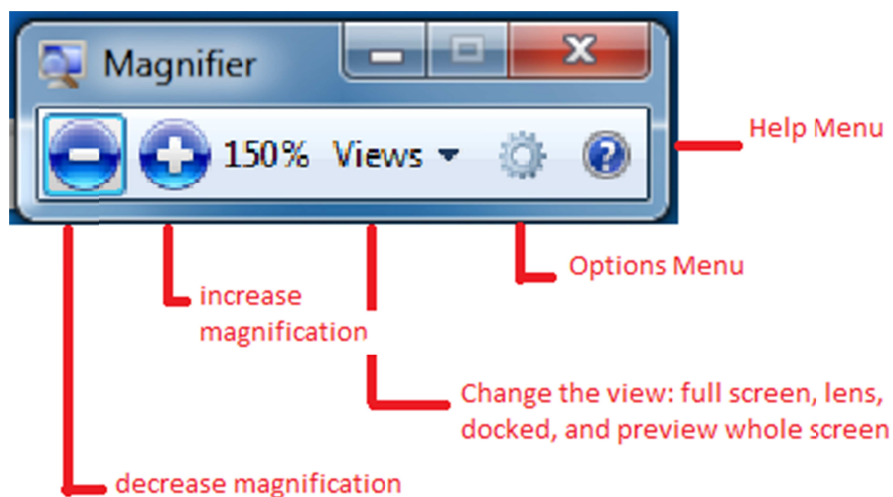 Magnifier
150% Views
Help Menu
Options Menu
increase
magnification
Change the view: full screen, lens,
docked, and preview whole screen
decrease magnification